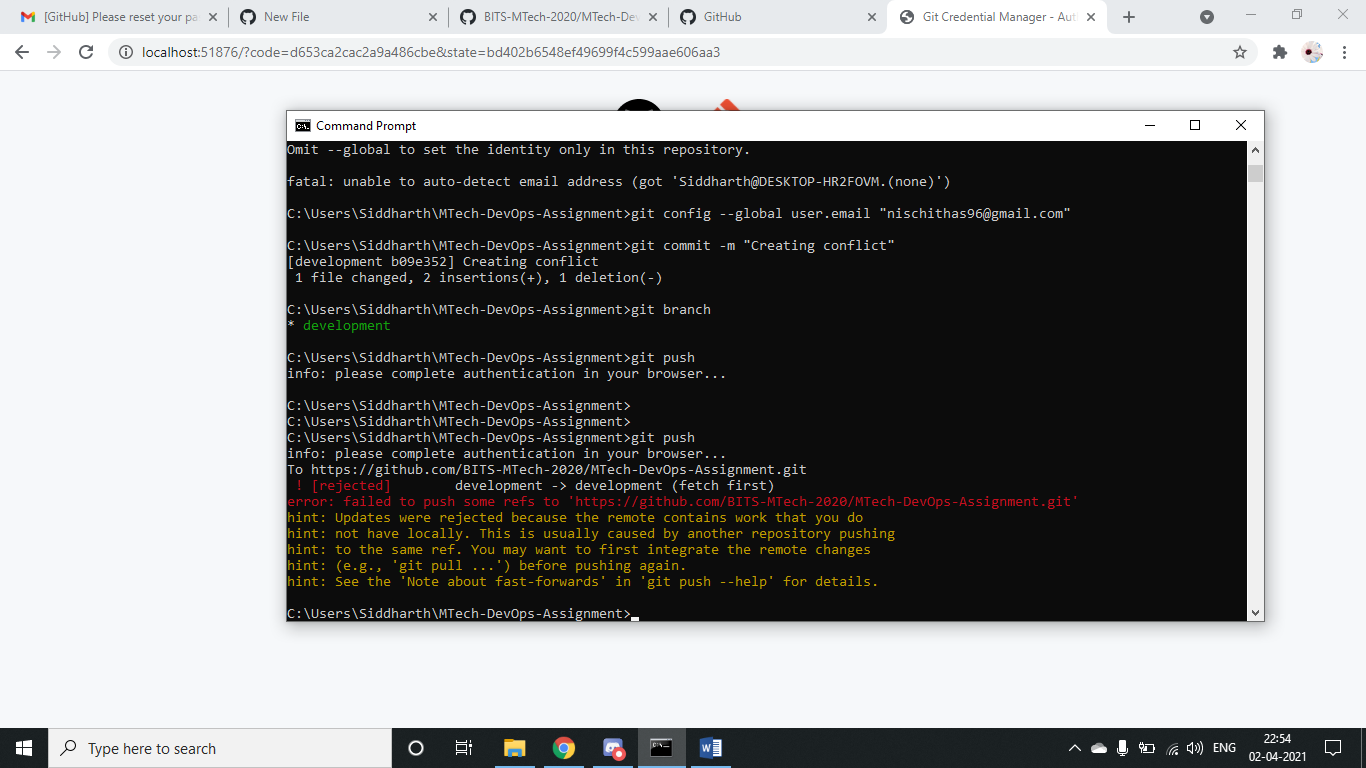 [GitHub] Please reset your pa
New File
BITS-MTech-2020/MTech-De
GitHub
Git Credential Manager - Aut
localhost:51876/?code=d653ca2cac2a9a486cbe&state=bd402b6548ef49699f4c599aae606aa3
Command Prompt
Omit --global to set the identity only in this repository.
fatal: unable to auto-detect email address (got 'Siddharth@DESKTOP-HR2FOVM.(none)')
C:\Users\Siddharth\MTech-DevOps-Assignment>git config --global user.email "nischithas96@gmail.com"
C:\Users\Siddharth\MTech-DevOps-Assignment>git commit -m "Creating conflict"
[development b09e352] Creating conflict
 1 file changed, 2 insertions(+), 1 deletion(-)
C:\Users\Siddharth\MTech-DevOps-Assignment>git branch
* development
C:\Users\Siddharth\MTech-DevOps-Assignment>git push
info: please complete authentication in your browser...
C:\Users\Siddharth\MTech-DevOps-Assignment>
C:\Users\Siddharth\MTech-DevOps-Assignment>
C:\Users\Siddharth\MTech-DevOps-Assignment>git push
info: please complete authentication in your browser...
To https://github.com/BITS-MTech-2020/MTech-DevOps-Assignment.git
 ! [rejected]        development -> development (fetch first)
error: failed to push some refs to 'https://github.com/BITS-MTech-2020/MTech-DevOps-Assignment.git'
hint: Updates were rejected because the remote contains work that you do
hint: not have locally. This is usually caused by another repository pushing
hint: to the same ref. You may want to first integrate the remote changes
hint: (e.g., 'git pull ...') before pushing again.
hint: See the 'Note about fast-forwards' in 'git push --help' for details.
C:\Users\Siddharth\MTech-DevOps-Assignment>
Type here to search
ENG
22:54
02-04-2021